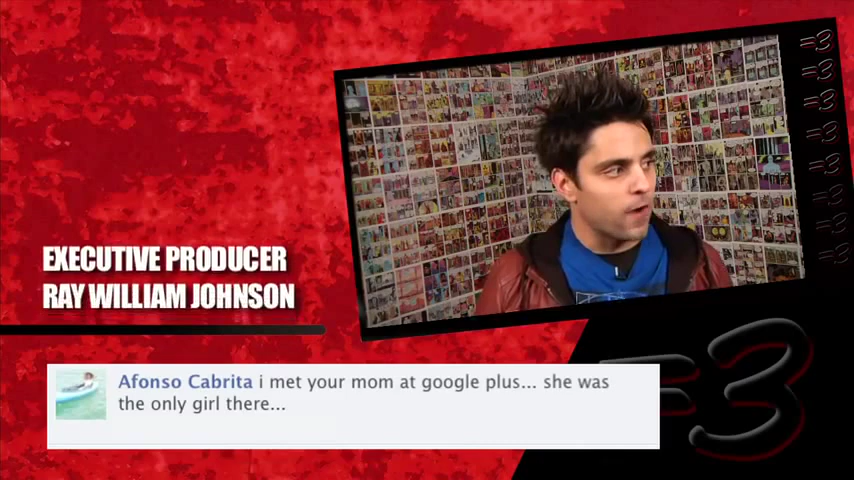 EXECUTIVE PRODUCER
RAY WILLIAM JOHNSON
Afonso Cabrita i met your mom at google plus... she was
the only girl there...
=3